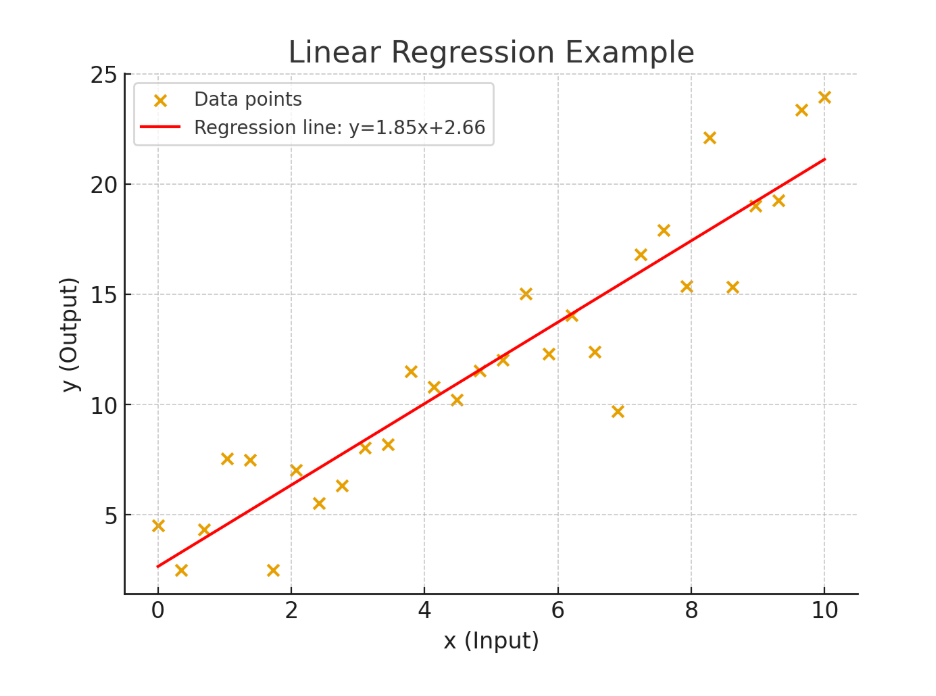 Linear Regression Example
Data points
Regression line: y=1.85x+2.66
25
20
15
10
5
y (Output)
0 2 4 6 8 10
x (Input)